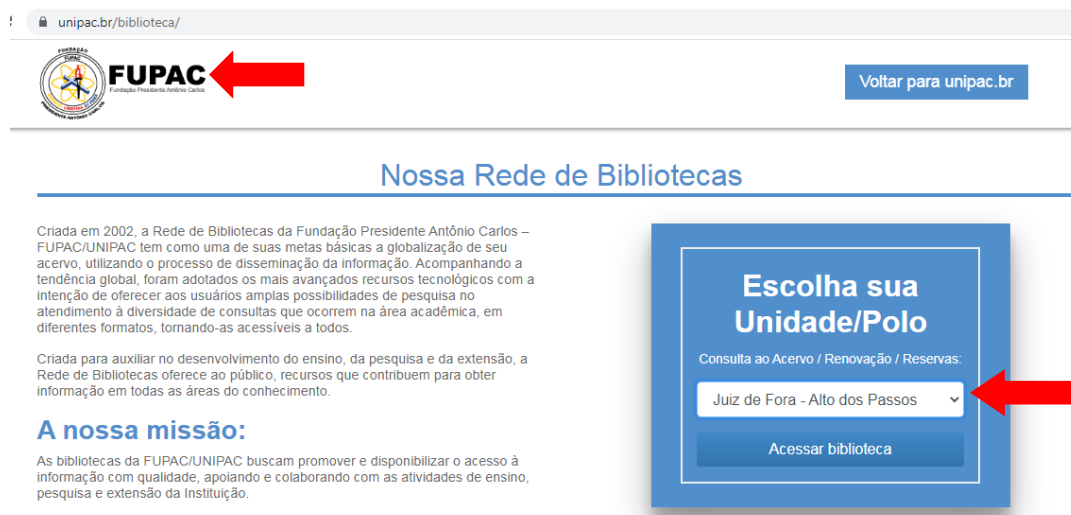 unipac.br/biblioteca/
FUNDAÇÃO
FUPAC
PRESIDENTE ANTÔNIO CARLOS
FUPAC
Fundação Presidente Antônio Carlos
Voltar para unipac.br
Nossa Rede de Bibliotecas
Criada em 2002, a Rede de Bibliotecas da Fundação Presidente Antônio Carlos –
FUPAC/UNIPAC tem como uma de suas metas básicas a globalização de seu
acervo, utilizando o processo de disseminação da informação. Acompanhando a
tendência global, foram adotados os mais avançados recursos tecnológicos com a
intenção de oferecer aos usuários amplas possibilidades de pesquisa no
atendimento à diversidade de consultas que ocorrem na área acadêmica, em
diferentes formatos, tornando-as acessíveis a todos.
Criada para auxiliar no desenvolvimento do ensino, da pesquisa e da extensão, a
Rede de Bibliotecas oferece ao público, recursos que contribuem para obter
informação em todas as áreas do conhecimento.
A nossa missão:
As bibliotecas da FUPAC/UNIPAC buscam promover e disponibilizar o acesso à
informação com qualidade, apoiando e colaborando com as atividades de ensino,
pesquisa e extensão da Instituição.
Escolha sua
Unidade/Polo
Consulta ao Acervo / Renovação / Reservas:
Juiz de Fora - Alto dos Passos
Acessar biblioteca